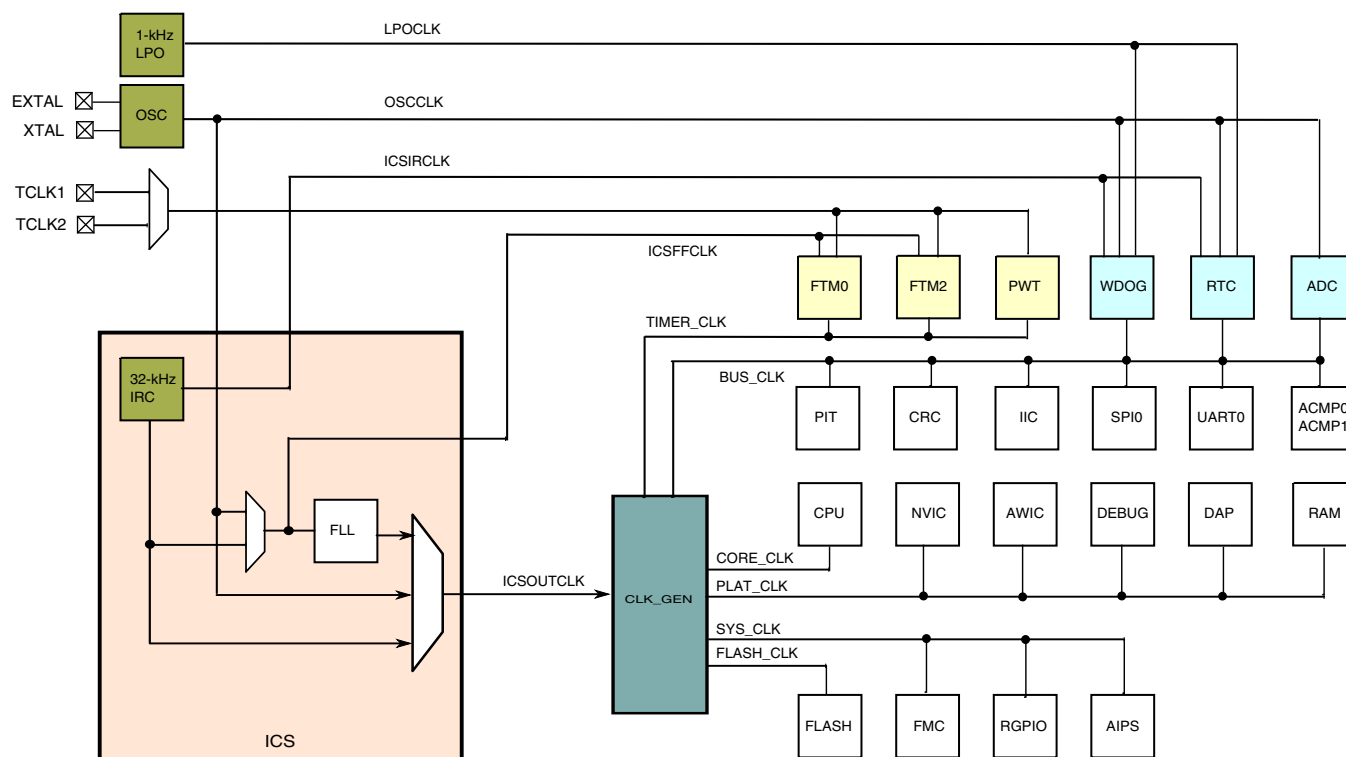 1-kHz
LPO
LPOCLK
EXTAL
XTAL
OSC
OSCCLK
ICSIRCLK
TCLK1
TCLK2
ICSFFCLK
FTM0
FTM2
PWT
WDOG
RTC
ADC
TIMER_CLK
BUS_CLK
32-kHz
IRC
PIT
CRC
IIC
SPI0
UART0
ACMP0
ACMP1
CPU
NVIC
AWIC
DEBUG
DAP
RAM
FLL
CORE_CLK
PLAT_CLK
ICSOUTCLK
CLK_GEN
SYS_CLK
FLASH_CLK
FLASH
FMC
RGPIO
AIPS
ICS